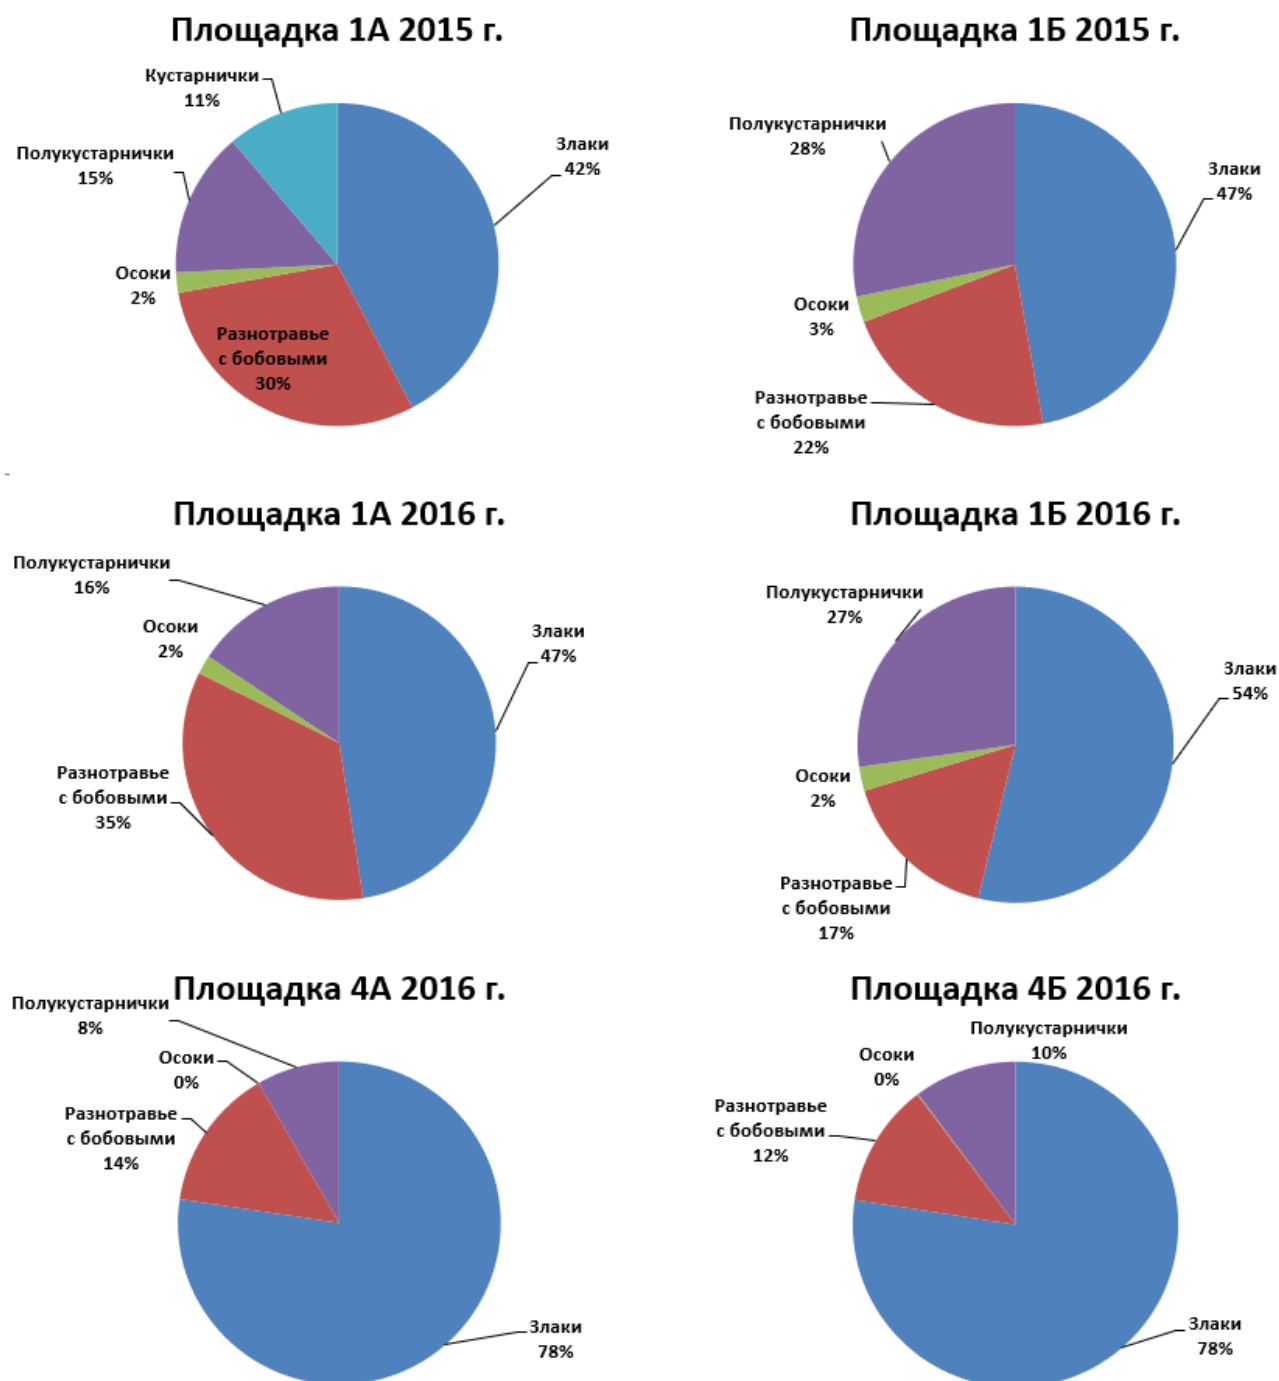 Площадка 1А 2015 г.
Кустарнички
11%
Злаки
42%
Полукустарнички
15%
Осоки
2%
Разнотравье
с бобовыми
30%
Площадка 1Б 2015 г.
Полукустарнички
28%
Злаки
47%
Осоки
3%
Разнотравье
с бобовыми
22%
Площадка 1А 2016 г.
Полукустарнички
16%
Осоки
2%
Злаки
47%
Разнотравье
с бобовыми
35%
Площадка 1Б 2016 г.
Полукустарнички
27%
Злаки
54%
Осоки
2%
Разнотравье
с бобовыми
17%
Площадка 4А 2016 г.
Полукустарнички
8%
Осоки
0%
Разнотравье
с бобовыми
14%
Злаки
78%
Площадка 4Б 2016 г.
Полукустарнички
10%
Осоки
0%
Разнотравье
с бобовыми
12%
Злаки
78%